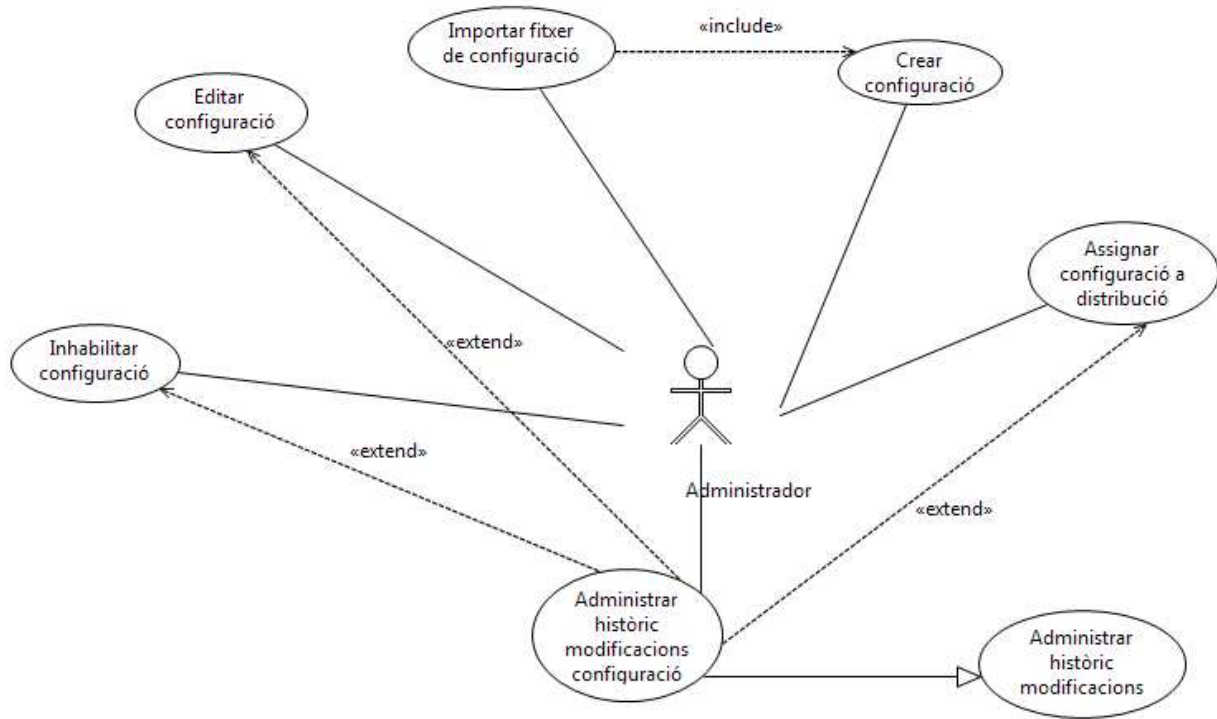 Importar fitxer
de configuració
«include»
Crear
configuració
Editar
configuració
Assignar
configuració a
distribució
«extend»
Inhabilitar
configuració
«extend»
Administrador
«extend»
Administrar
històric
modificacions
configuració
Administrar
històric
modificacions